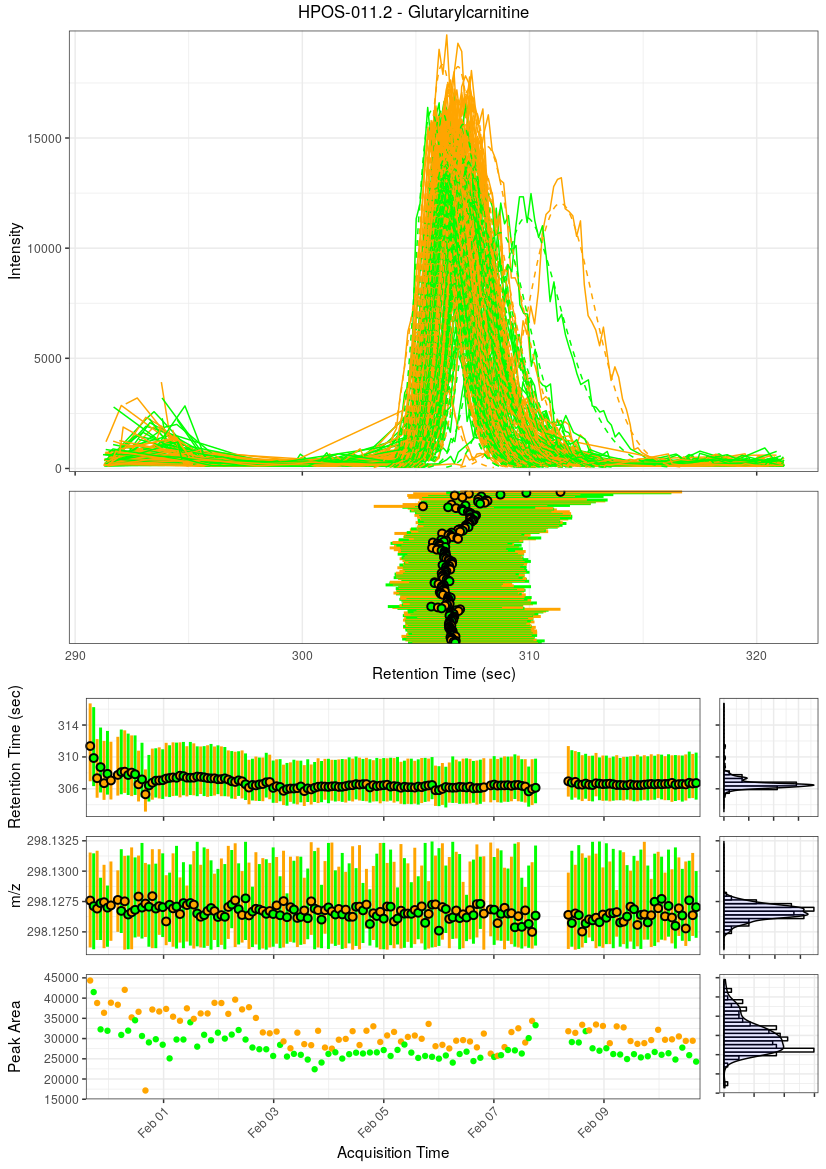 HPOS-011.2 - Glutarylcarnitine
Intensity
15000
10000
5000
0
290
300
310
320
Retention Time (sec)
Retention Time (sec)
314
310
306
m/z
298.1325
298.1300
298.1275
298.1250
Peak Area
45000
40000
35000
30000
25000
20000
15000
Feb 01
Feb 03
Feb 05
Feb 07
Feb 09
Acquisition Time